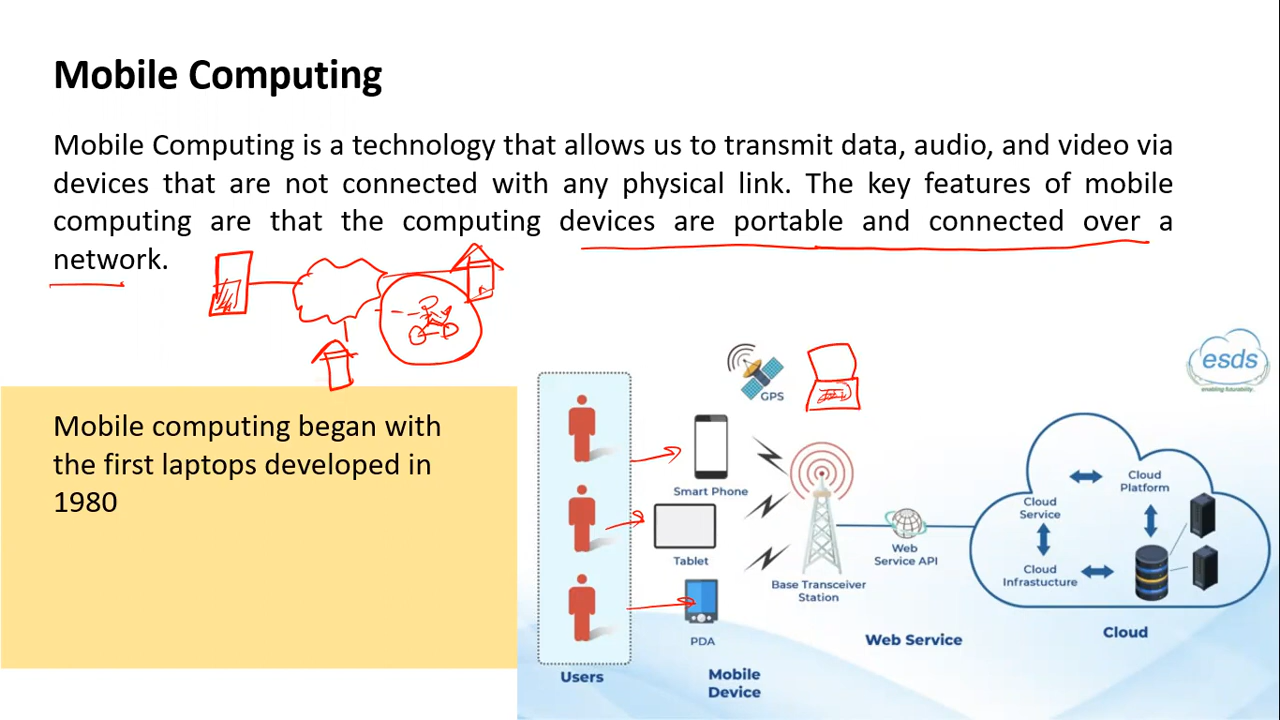 Mobile Computing
Mobile Computing is a technology that allows us to transmit data, audio, and video via
devices that are not connected with any physical link. The key features of mobile
computing are that the computing devices are portable and connected over a
network.
Mobile computing began with
the first laptops developed in
1980
GPS
esds
enabling futurability.
Smart Phone
Tablet
PDA
Base Transceiver
Station
Web
Service API
Cloud
Service
Cloud
Platform
Cloud
Infrastucture
Users
Mobile
Device
Web Service
Cloud